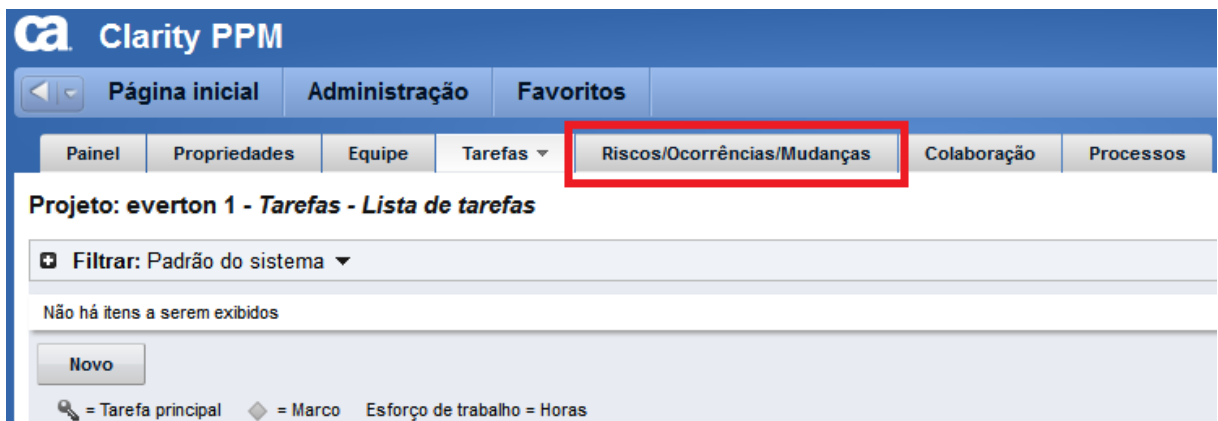 ca Clarity PPM
Página inicial Administração Favoritos
Painel Propriedades Equipe Tarefas Riscos/Ocorrências/Mudanças Colaboração Processos
Projeto: everton 1 - Tarefas - Lista de tarefas
Filtrar: Padrão do sistema
Não há itens a serem exibidos
Novo
= Tarefa principal = Marco Esforço de trabalho = Horas